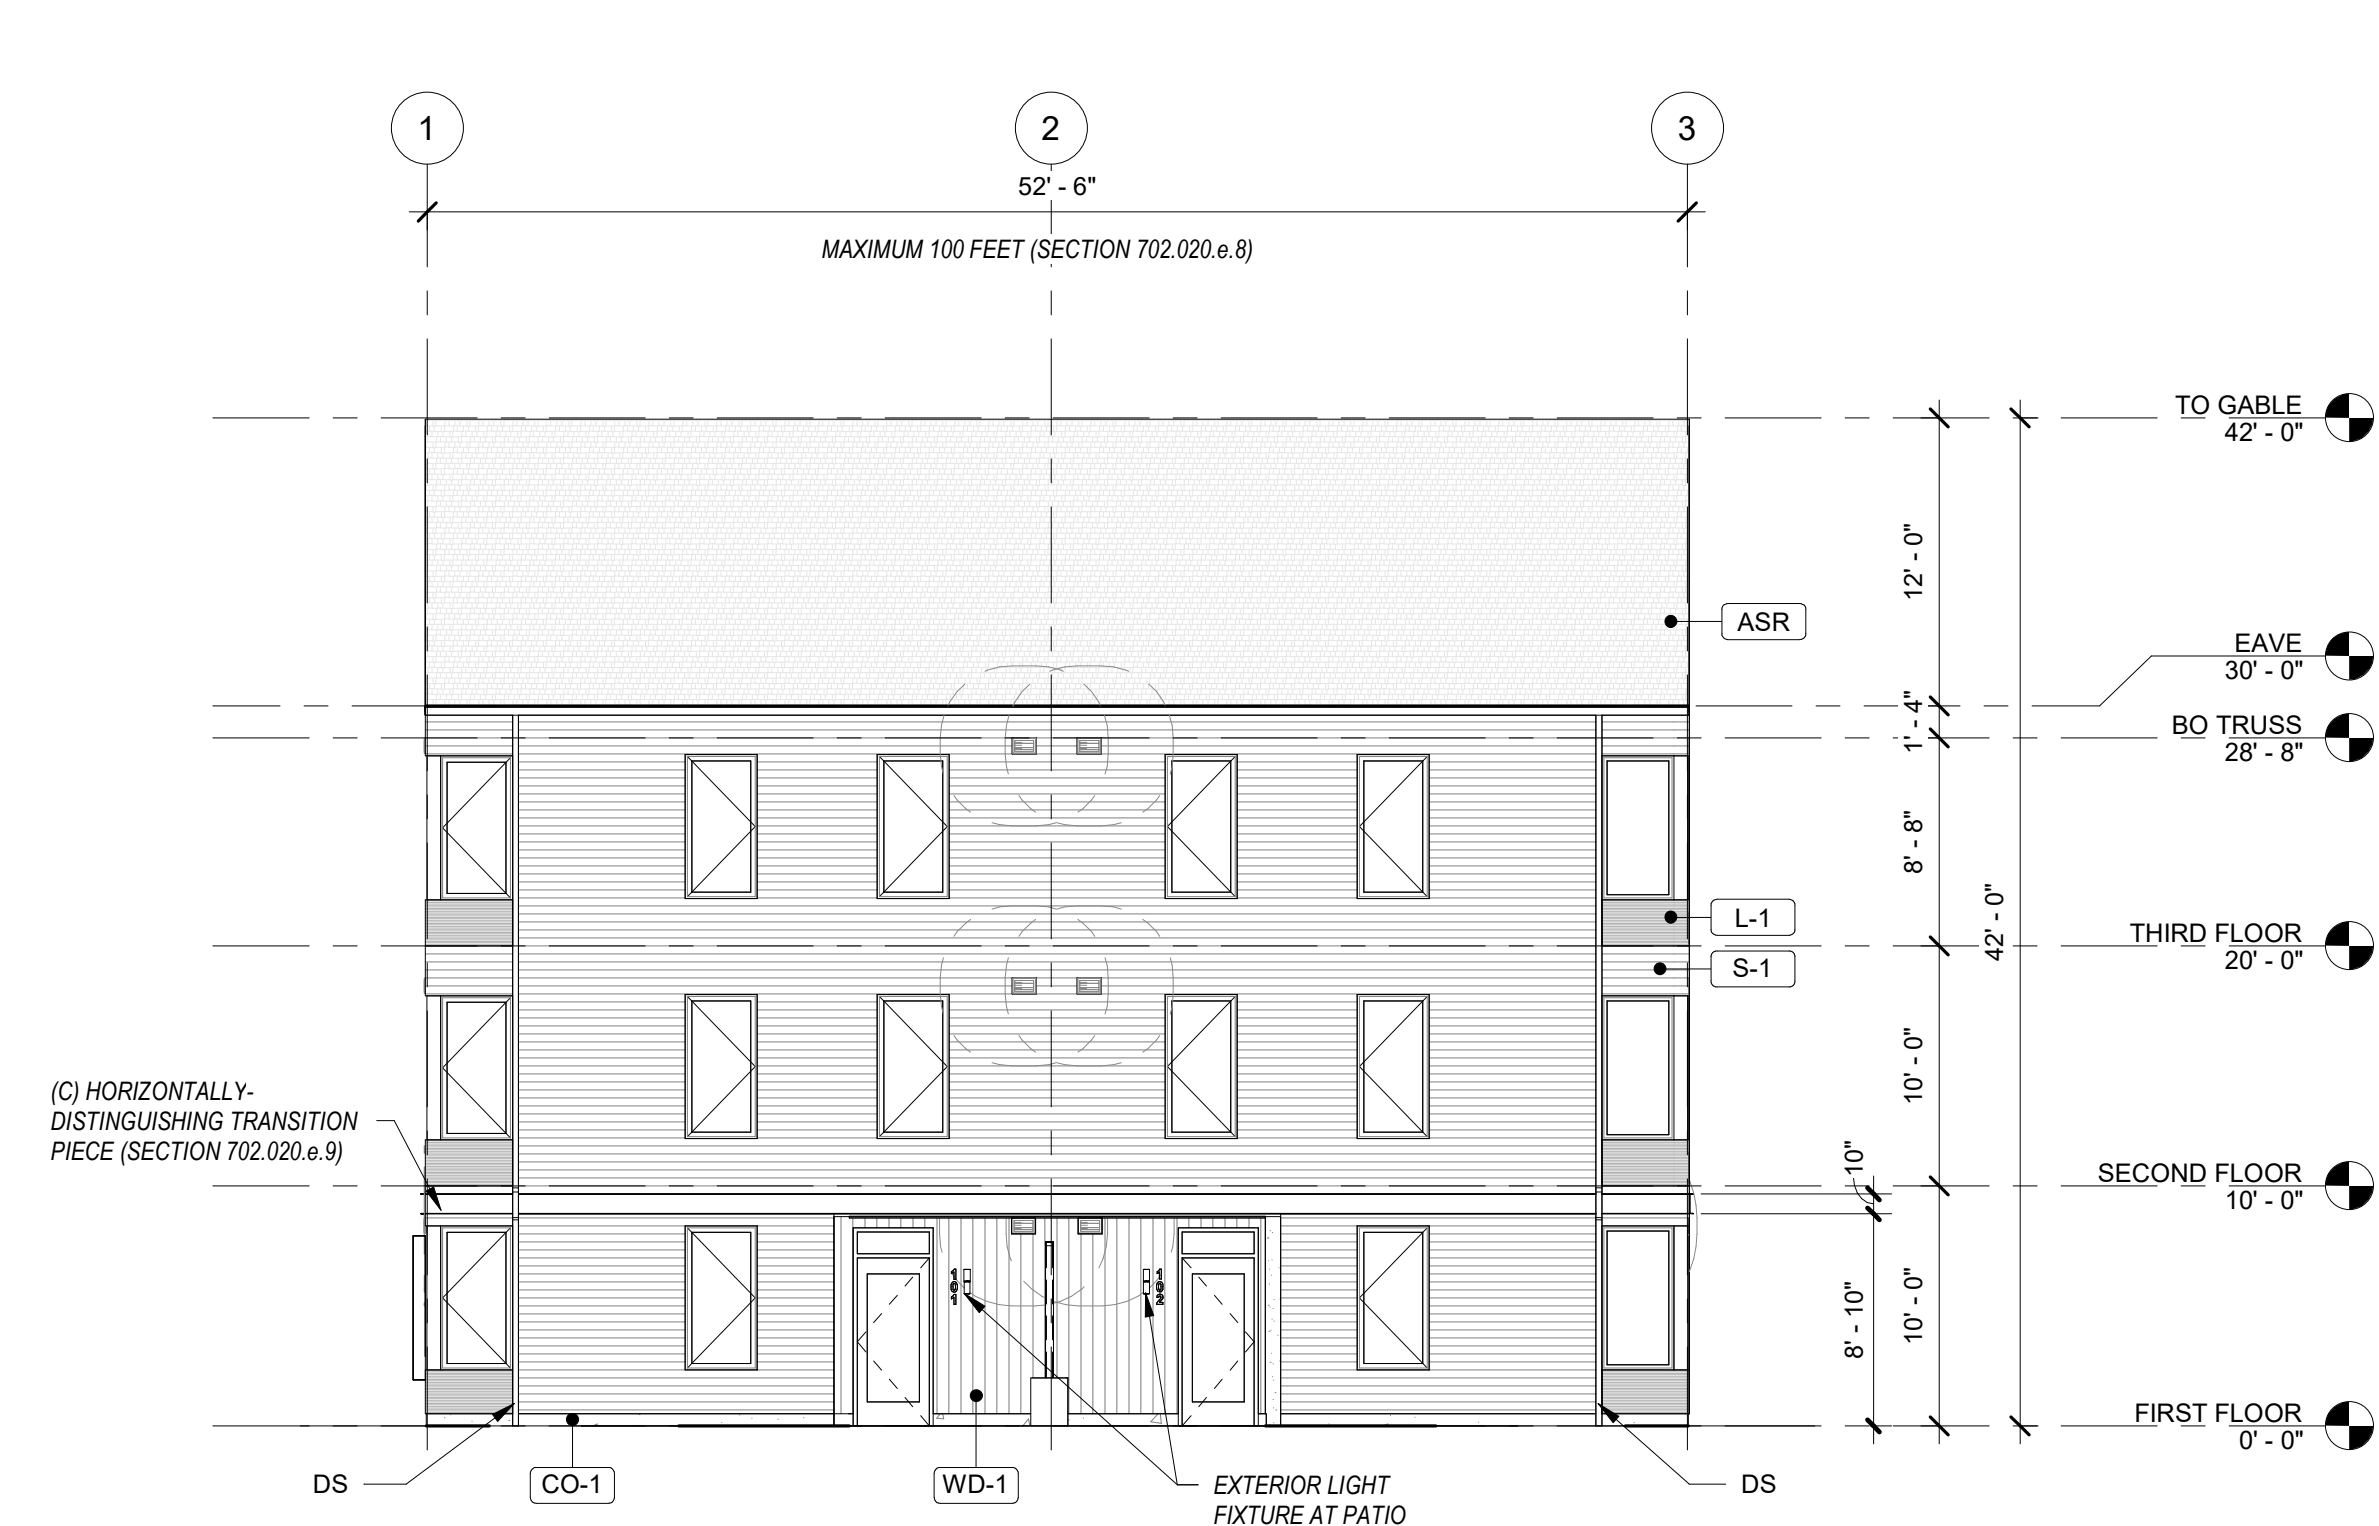 1
2
3
52' - 6"
MAXIMUM 100 FEET (SECTION 702.020.e.8)
TO GABLE
42' - 0"
12' - 0"
ASR
EAVE
30' - 0"
1' - 4"
BO TRUSS
28' - 8"
8' - 8"
L-1
42' - 0"
THIRD FLOOR
20' - 0"
S-1
10' - 0"
(C) HORIZONTALLY-
DISTINGUISHING TRANSITION
PIECE (SECTION 702.020.e.9)
10"
SECOND FLOOR
10' - 0"
101
102
8' - 10"
10' - 0"
FIRST FLOOR
0' - 0"
DS
CO-1
WD-1
EXTERIOR LIGHT
FIXTURE AT PATIO
DS